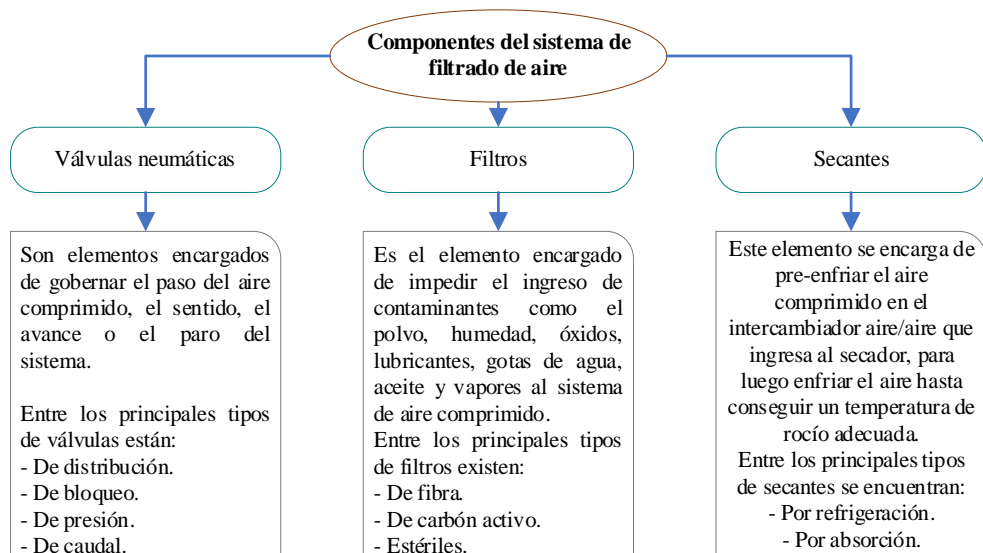 Componentes del sistema de
filtrado de aire
Válvulas neumáticas
Filtros
Secantes
Son elementos encargados
de gobernar el paso del aire
comprimido, el sentido, el
avance o el paro del
sistema.
Entre los principales tipos
de válvulas están:
- De distribución.
- De bloqueo.
- De presión.
- De caudal.
Es el elemento encargado
de impedir el ingreso de
contaminantes como el
polvo, humedad, óxidos,
lubricantes, gotas de agua,
aceite y vapores al sistema
de aire comprimido.
Entre los principales tipos
de filtros existen:
- De fibra.
- De carbón activo.
- Estériles.
Este elemento se encarga de
pre-enfriar el aire
comprimido en el
intercambiador aire/aire que
ingresa al secador, para
luego enfriar el aire hasta
conseguir un temperatura de
rocío adecuada.
Entre los principales tipos
de secantes se encuentran:
- Por refrigeración.
- Por absorción.